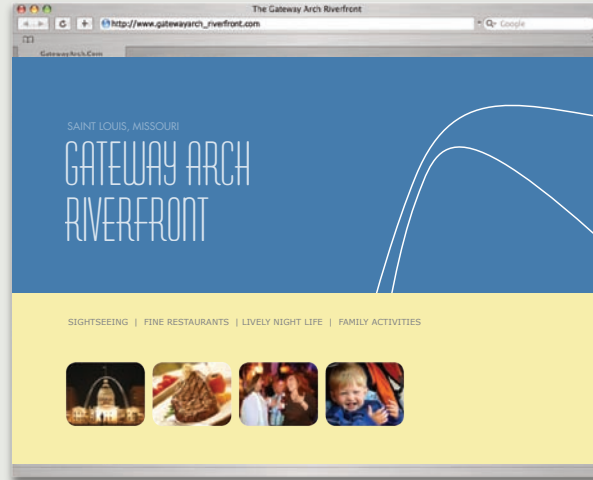 The Gateway Arch Riverfront
http://www.gatewayarch_riverfront.com
Google
GatewayArch.Com
SAINT LOUIS, MISSOURI
GATEWAY ARCH
RIVERFRONT
SIGHTSEEING | FINE RESTAURANTS | LIVELY NIGHT LIFE | FAMILY ACTIVITIES